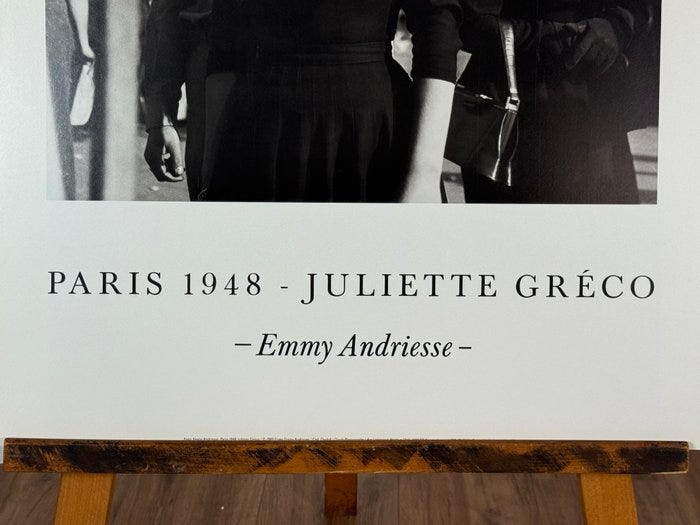 PARIS 1948 - JULIETTE GRÉCO
– Emmy Andriesse –